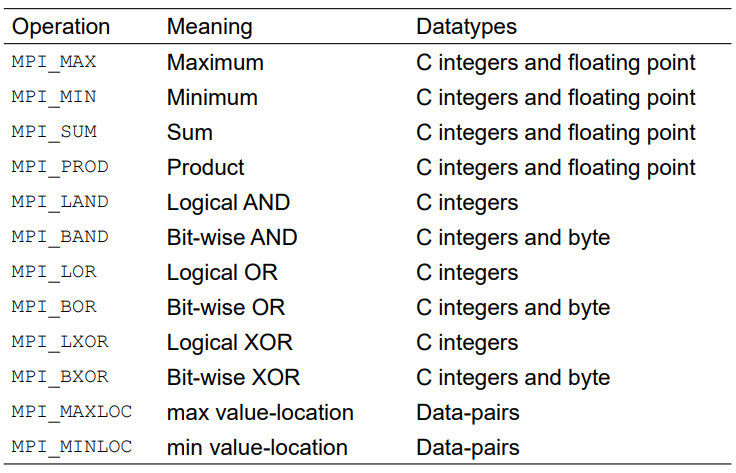 Operation Meaning Datatypes
MPI_MAX Maximum C integers and floating point
MPI_MIN Minimum C integers and floating point
MPI_SUM Sum C integers and floating point
MPI_PROD Product C integers and floating point
MPI_LAND Logical AND C integers
MPI_BAND Bit-wise AND C integers and byte
MPI_LOR Logical OR C integers
MPI_BOR Bit-wise OR C integers and byte
MPI_LXOR Logical XOR C integers
MPI_BXOR Bit-wise XOR C integers and byte
MPI_MAXLOC max value-location Data-pairs
MPI_MINLOC min value-location Data-pairs